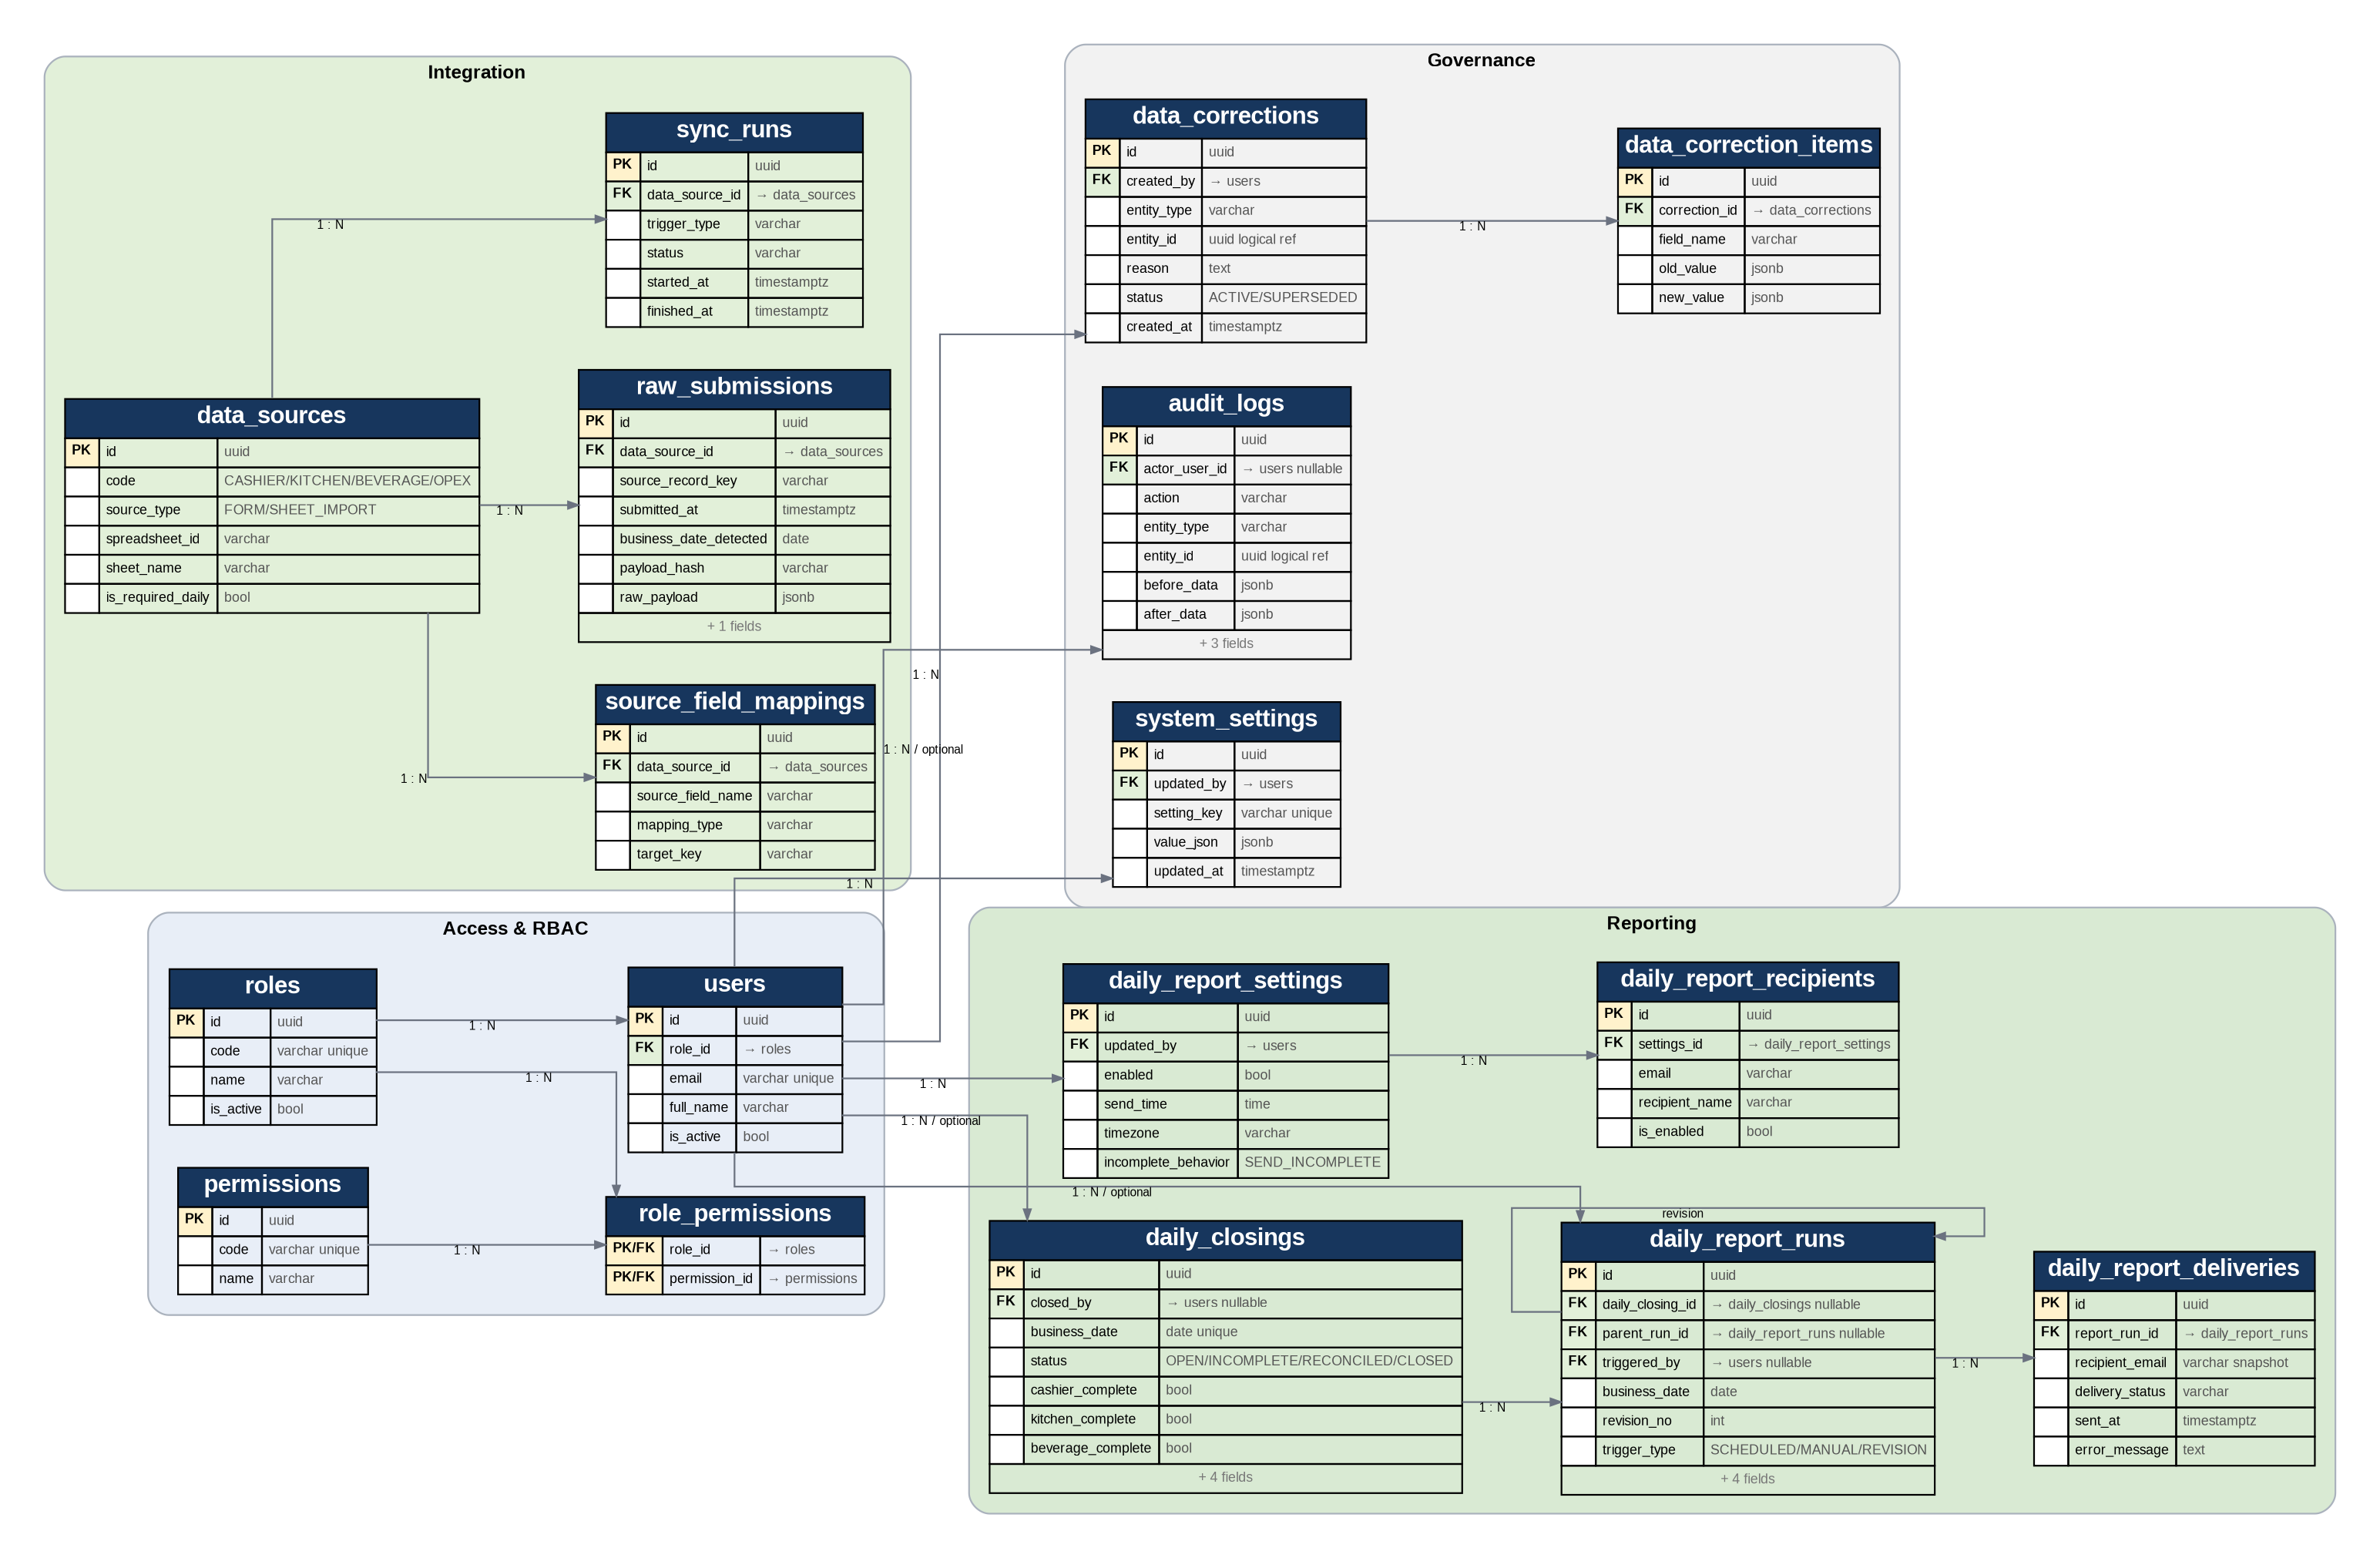 Integration
sync_runs
PK id uuid
FK data_source_id → data_sources
trigger_type varchar
status varchar
started_at timestamptz
finished_at timestamptz
1 : N
data_sources
PK id uuid
code CASHIER/KITCHEN/BEVERAGE/OPEX
source_type FORM/SHEET_IMPORT
spreadsheet_id varchar
sheet_name varchar
is_required_daily bool
1 : N
raw_submissions
PK id uuid
FK data_source_id → data_sources
source_record_key varchar
submitted_at timestamptz
business_date_detected date
payload_hash varchar
raw_payload jsonb
+ 1 fields
1 : N
source_field_mappings
PK id uuid
FK data_source_id → data_sources
source_field_name varchar
mapping_type varchar
target_key varchar
Governance
data_corrections
PK id uuid
FK created_by → users
entity_type varchar
entity_id uuid logical ref
reason text
status ACTIVE/SUPERSEDED
created_at timestamptz
1 : N
data_correction_items
PK id uuid
FK correction_id → data_corrections
field_name varchar
old_value jsonb
new_value jsonb
audit_logs
PK id uuid
FK actor_user_id → users nullable
action varchar
entity_type varchar
entity_id uuid logical ref
before_data jsonb
after_data jsonb
+ 3 fields
1 : N
1 : N / optional
system_settings
PK id uuid
FK updated_by → users
setting_key varchar unique
value_json jsonb
updated_at timestamptz
1 : N
Access & RBAC
roles
PK id uuid
code varchar unique
name varchar
is_active bool
1 : N
1 : N
users
PK id uuid
FK role_id → roles
email varchar unique
full_name varchar
is_active bool
permissions
PK id uuid
code varchar unique
name varchar
1 : N
role_permissions
PK/FK role_id → roles
PK/FK permission_id → permissions
1 : N
1 : N / optional
Reporting
daily_report_settings
PK id uuid
FK updated_by → users
enabled bool
send_time time
timezone varchar
incomplete_behavior SEND_INCOMPLETE
1 : N
daily_report_recipients
PK id uuid
FK settings_id → daily_report_settings
email varchar
recipient_name varchar
is_enabled bool
1 : N / optional
daily_closings
PK id uuid
FK closed_by → users nullable
business_date date unique
status OPEN/INCOMPLETE/RECONCILED/CLOSED
cashier_complete bool
kitchen_complete bool
beverage_complete bool
+ 4 fields
1 : N
revision
daily_report_runs
PK id uuid
FK daily_closing_id → daily_closings nullable
FK parent_run_id → daily_report_runs nullable
FK triggered_by → users nullable
business_date date
revision_no int
trigger_type SCHEDULED/MANUAL/REVISION
+ 4 fields
1 : N
daily_report_deliveries
PK id uuid
FK report_run_id → daily_report_runs
recipient_email varchar snapshot
delivery_status varchar
sent_at timestamptz
error_message text